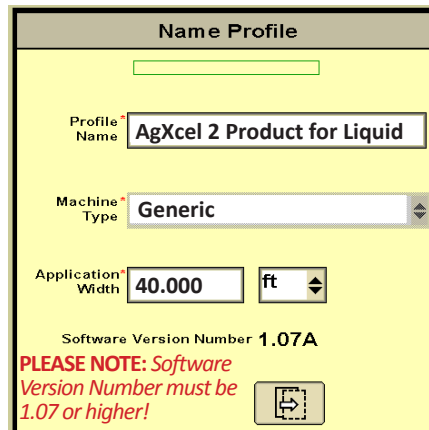 Name Profile
Profile*
Name
AgXcel 2 Product for Liquid
Machine*
Type
Generic
Application*
Width
40.000
ft
Software Version Number 1.07A
PLEASE NOTE: Software
Version Number must be
1.07 or higher!